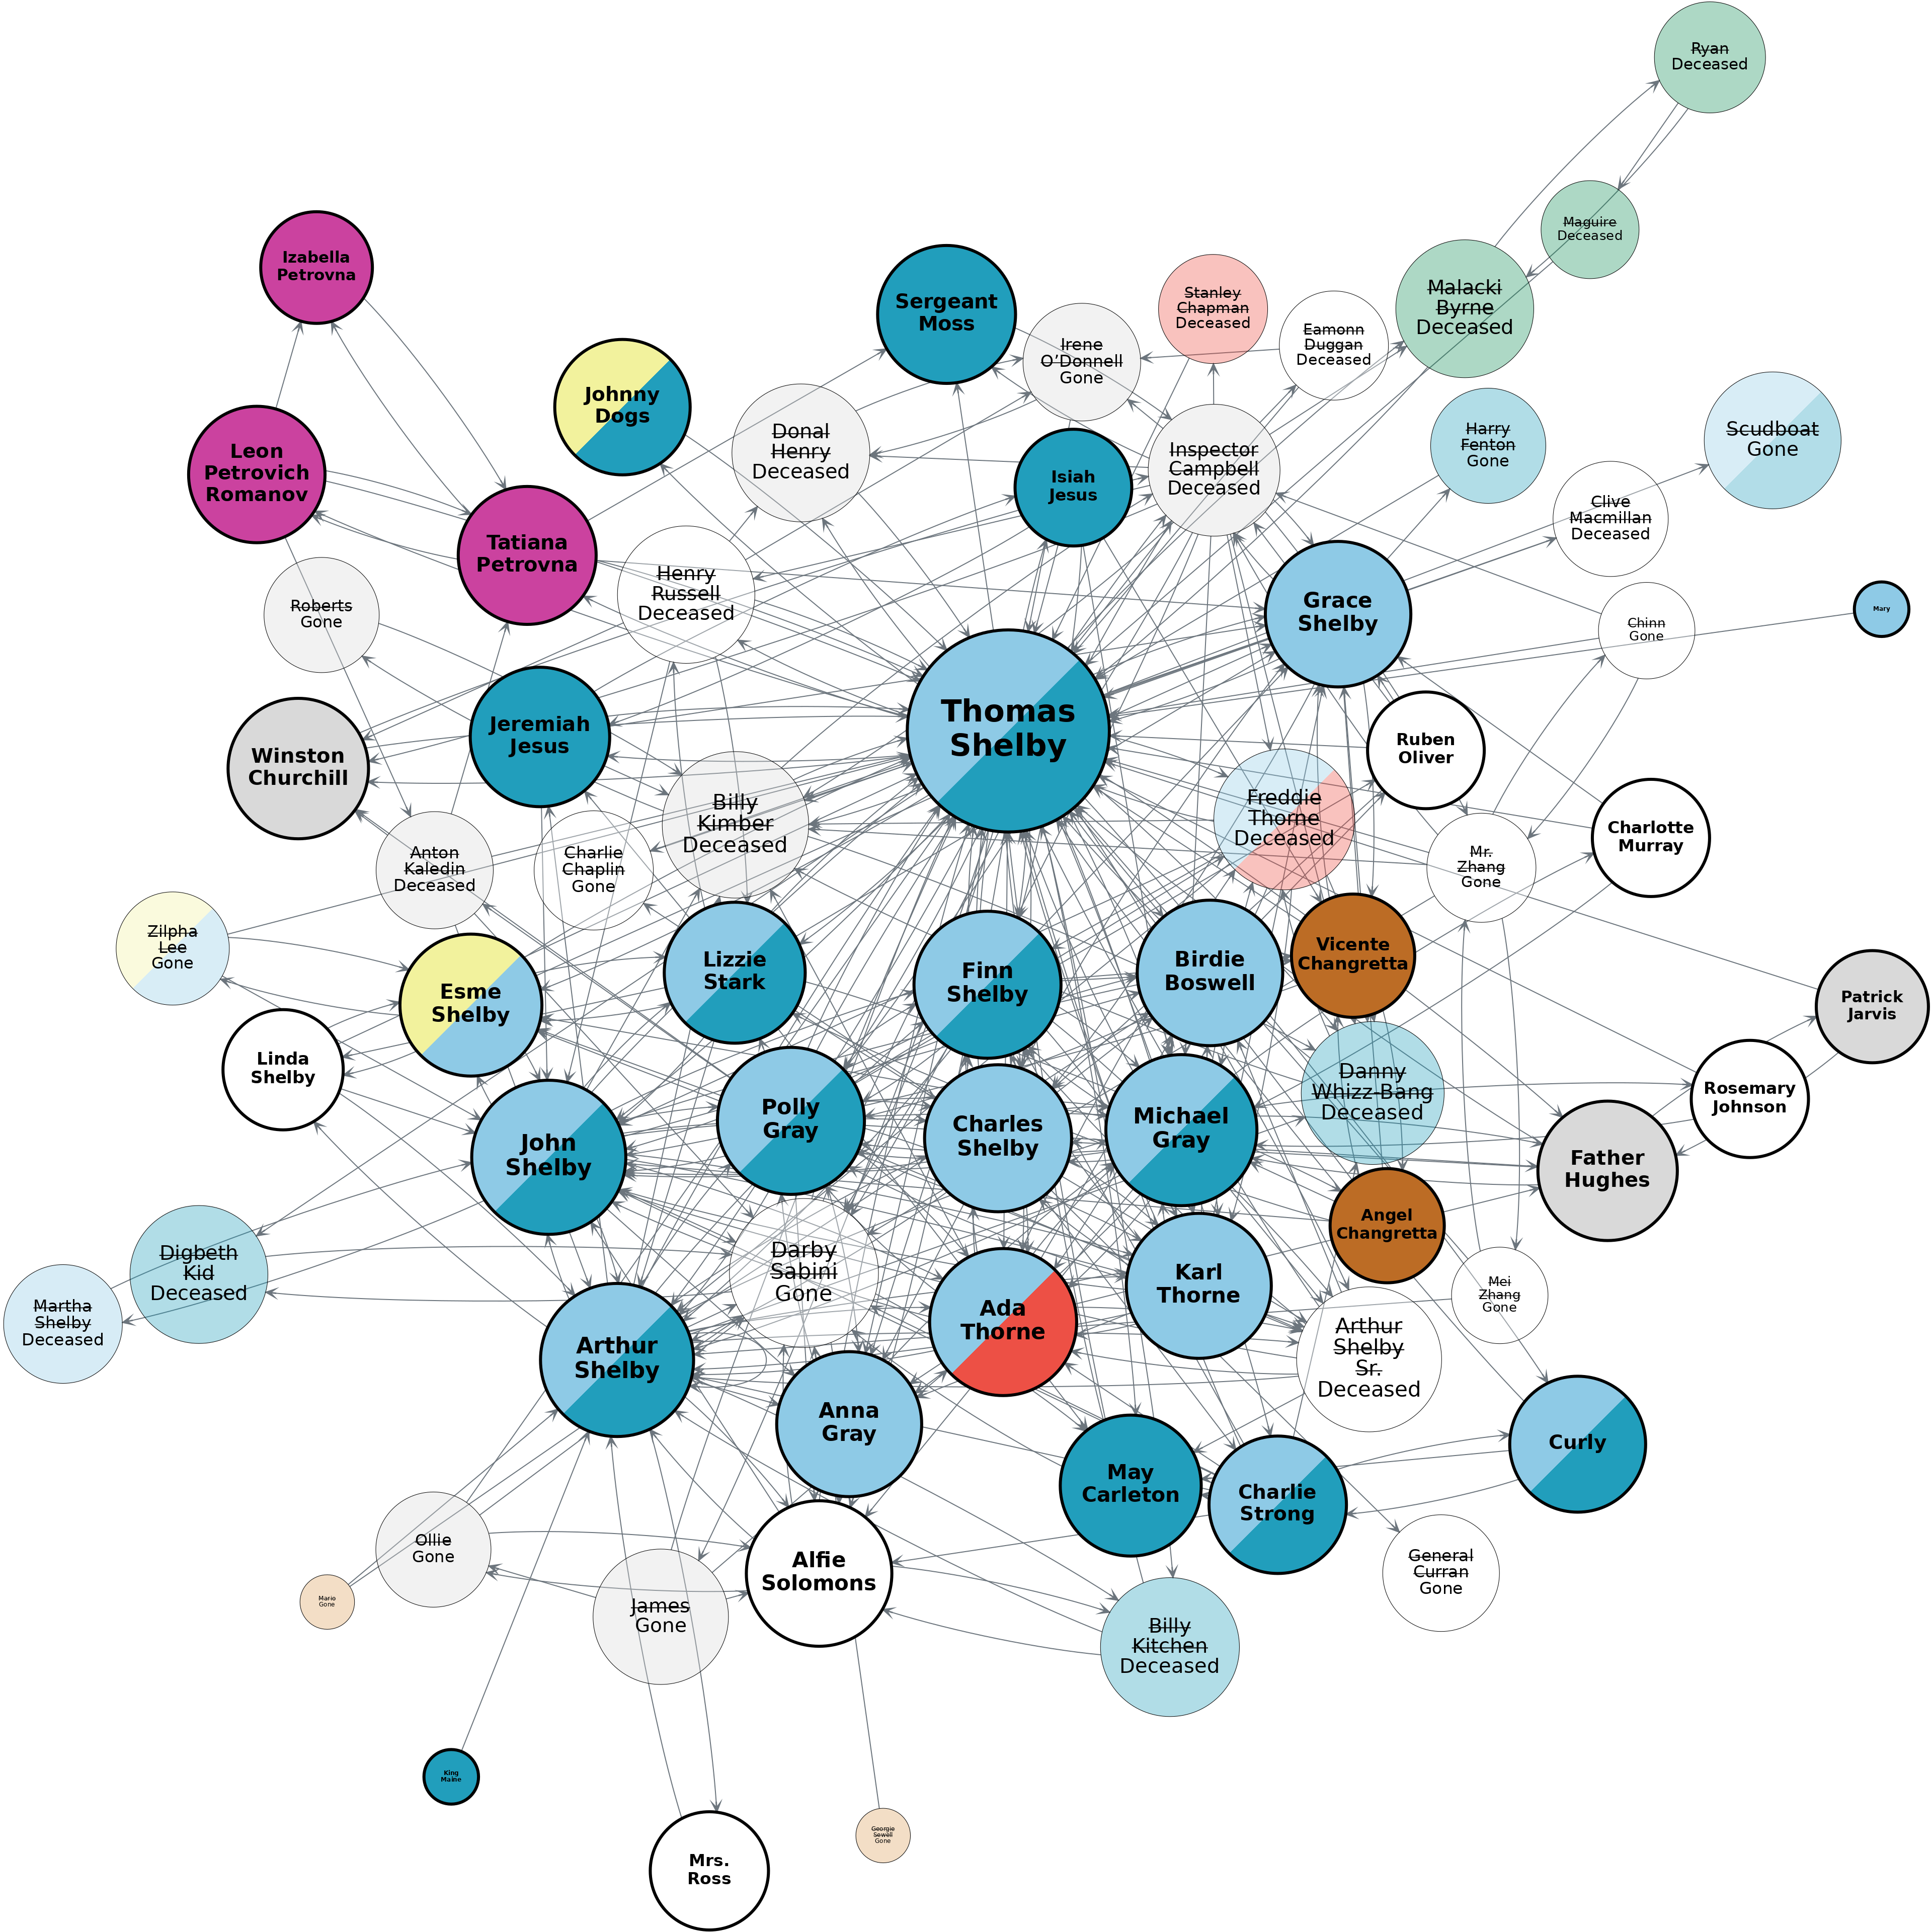 Ryan
Deceased
Maguire
Deceased
Izabella
Petrovna
Sergeant
Moss
Stanley
Chapman
Deceased
Malacki
Byrne
Deceased
Eamonn
Duggan
Deceased
Irene
O’Donnell
Gone
Johnny
Dogs
Donal
Henry
Deceased
Harry
Fenton
Gone
Scudboat
Gone
Leon
Petrovich
Romanov
Inspector
Campbell
Deceased
Isiah
Jesus
Clive
Macmillan
Deceased
Tatiana
Petrovna
Henry
Russell
Deceased
Grace
Shelby
Roberts
Gone
Mary
Chinn
Gone
Thomas
Shelby
Jeremiah
Jesus
Winston
Churchill
Ruben
Oliver
Billy
Kimber
Deceased
Freddie
Thorne
Deceased
Charlotte
Murray
Anton
Kaledin
Deceased
Charlie
Chaplin
Gone
Mr.
Zhang
Gone
Zilpha
Lee
Gone
Vicente
Changretta
Lizzie
Stark
Finn
Shelby
Birdie
Boswell
Esme
Shelby
Patrick
Jarvis
Linda
Shelby
Danny
Whizz-Bang
Deceased
Rosemary
Johnson
Polly
Gray
Charles
Shelby
Michael
Gray
John
Shelby
Father
Hughes
Angel
Changretta
Digbeth
Kid
Deceased
Darby
Sabini
Gone
Karl
Thorne
Mei
Zhang
Gone
Martha
Shelby
Deceased
Ada
Thorne
Arthur
Shelby
Arthur
Shelby
Sr.
Deceased
Anna
Gray
Curly
May
Carleton
Charlie
Strong
Ollie
Gone
Alfie
Solomons
General
Curran
Gone
Mario
Gone
James
Gone
Billy
Kitchen
Deceased
King
Maine
Georgie
Sewell
Gone
Mrs.
Ross